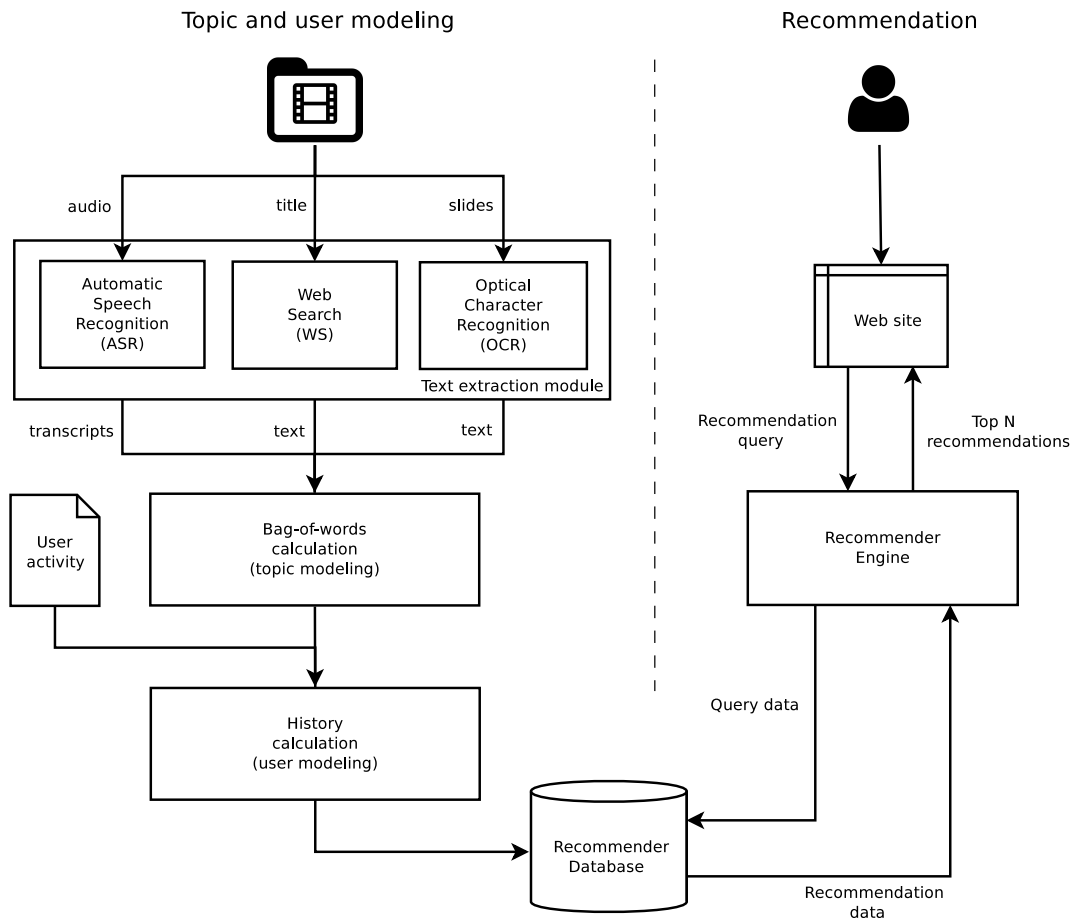 Topic and user modeling
Recommendation
audio
title
slides
Automatic
Speech
Recognition
(ASR)
Web
Search
(WS)
Optical
Character
Recognition
(OCR)
Text extraction module
Web site
transcripts
text
text
Recommendation
query
Top N
recommendations
User
activity
Bag-of-words
calculation
(topic modeling)
Recommender
Engine
History
calculation
(user modeling)
Query data
Recommender
Database
Recommendation
data